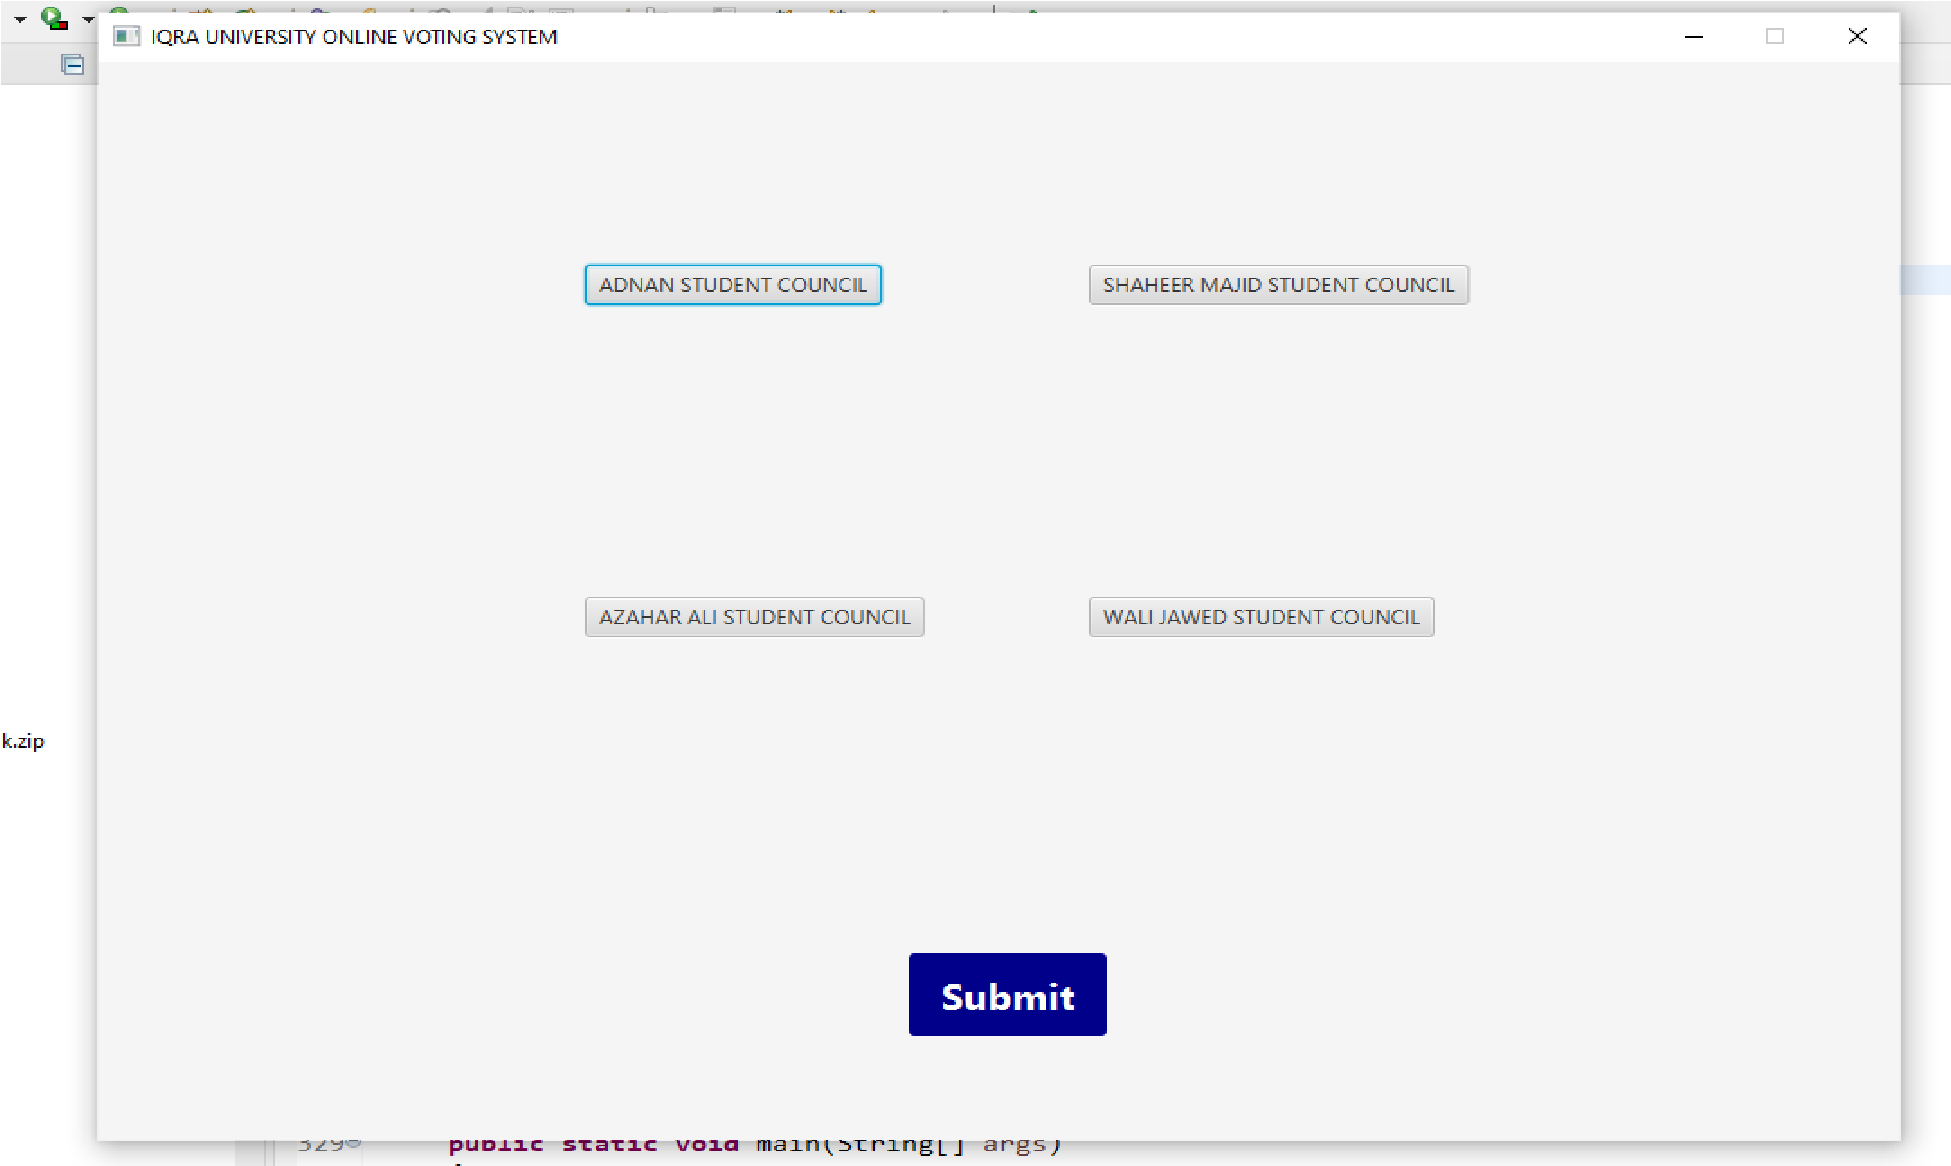 IQRA UNIVERSITY ONLINE VOTING SYSTEM
ADNAN STUDENT COUNCIL
SHAHEER MAJID STUDENT COUNCIL
AZAHAR ALI STUDENT COUNCIL
WALI JAWED STUDENT COUNCIL
k.zip
Submit
329 public static void main(String[] args)